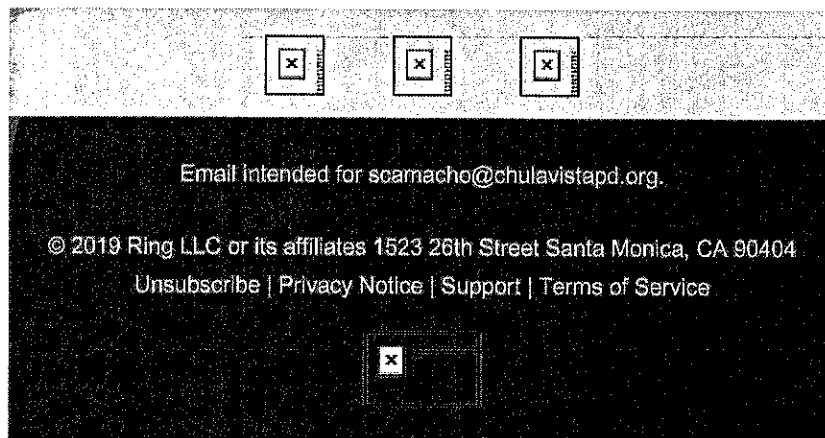 Email intended for scamacho@chulavistapd.org.
© 2019 Ring LLC or its affiliates 1523 26th Street Santa Monica, CA 90404
Unsubscribe | Privacy Notice | Support | Terms of Service